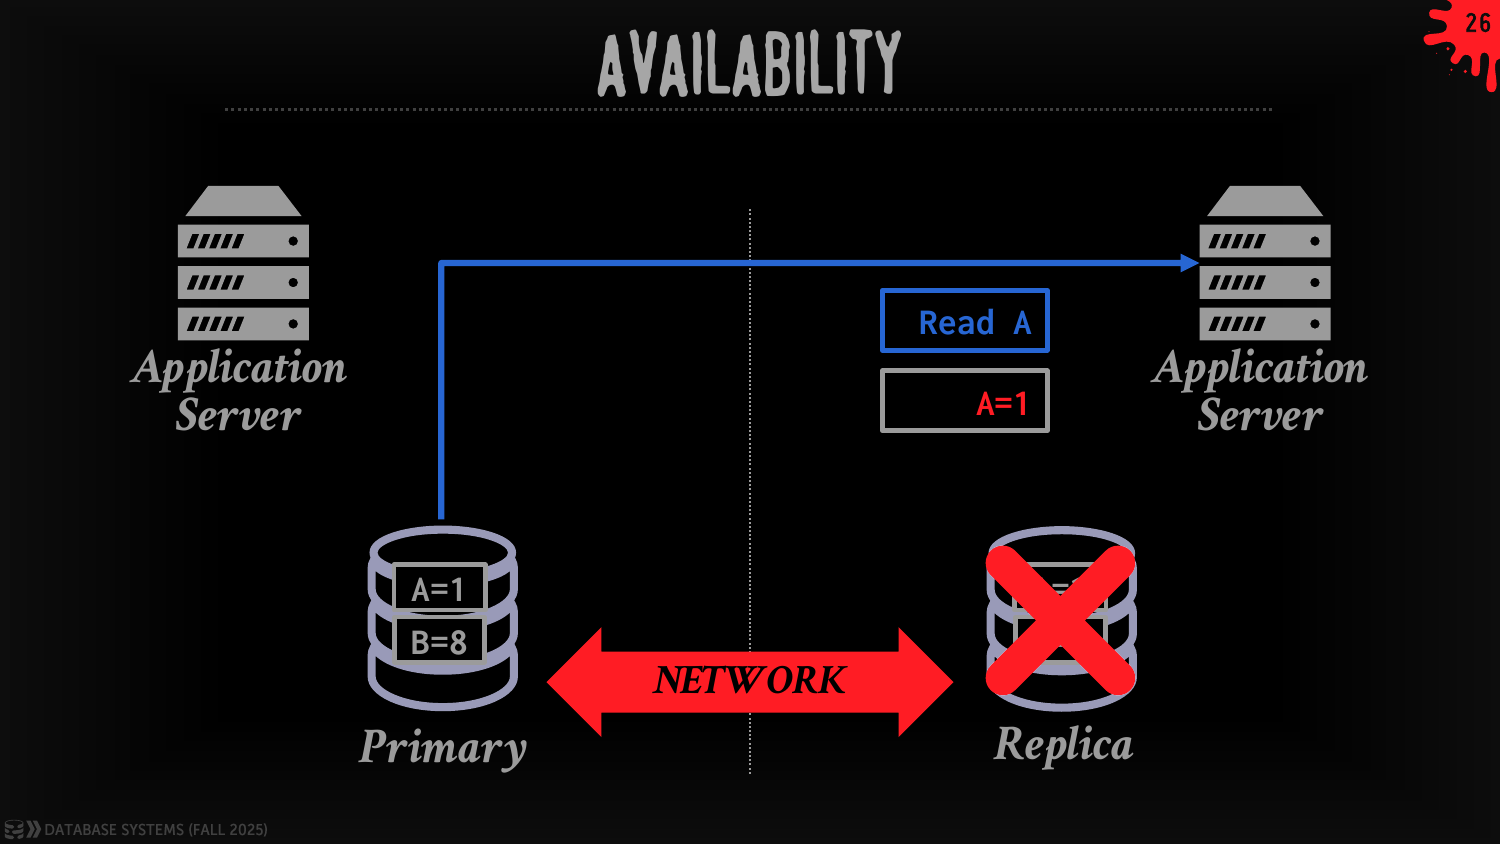 26
AVAILABILITY
Application
Server
Read A
A=1
Application
Server
A=1
B=8
NETWORK
Primary
Replica
DATABASE SYSTEMS (FALL 2025)